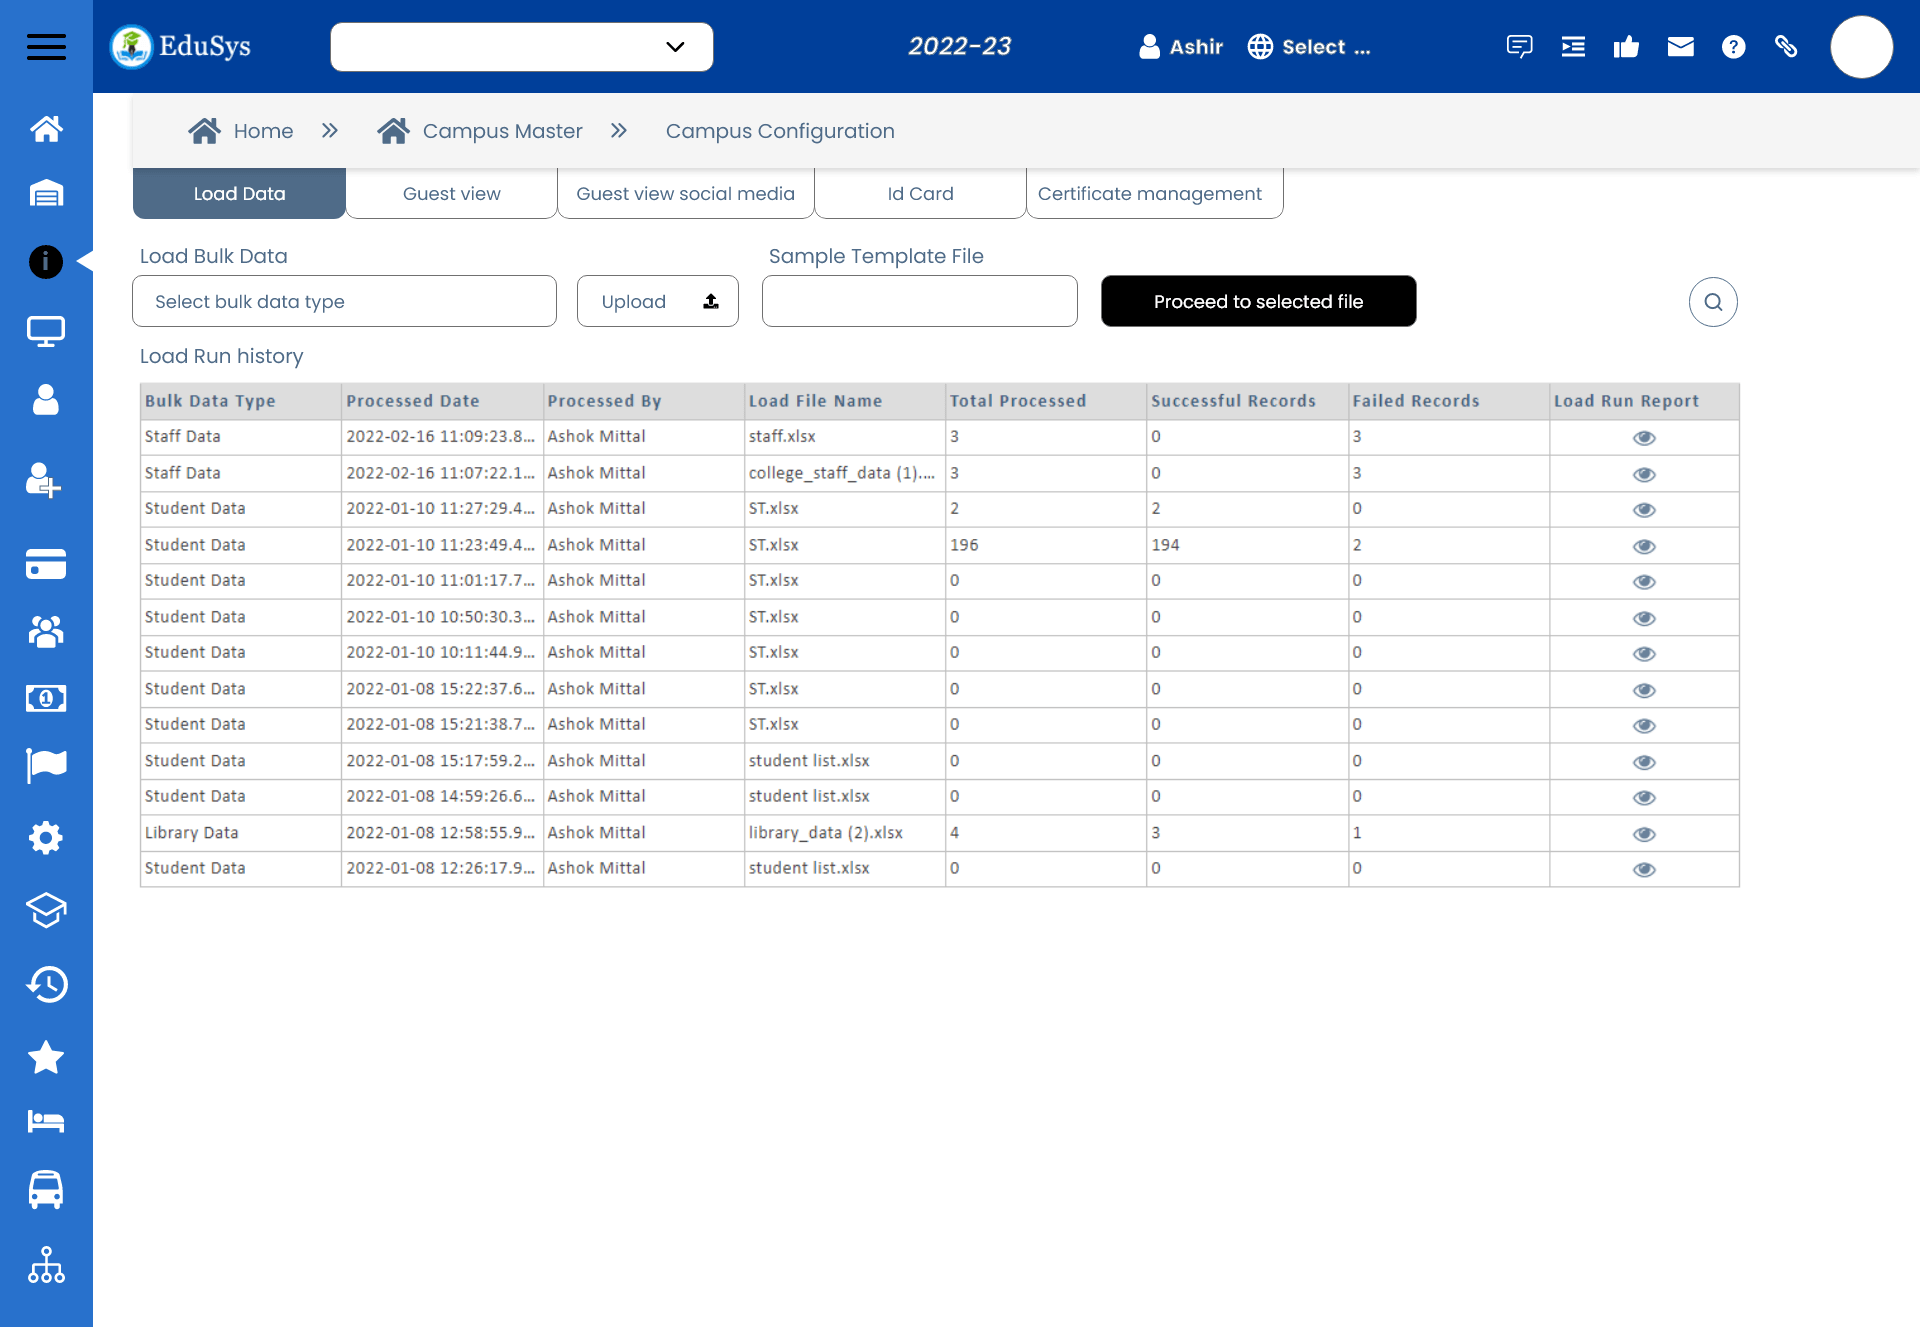 EduSys
2022-23
Ashir
Select ...
Home
Campus Master
Campus Configuration
Load Data
Guest view
Guest view social media
Id Card
Certificate management
Load Bulk Data
Sample Template File
Select bulk data type
Upload
Proceed to selected file
Load Run history
Bulk Data Type Processed Date Processed By Load File Name Total Processed Successful Records Failed Records Load Run Report
Staff Data 2022-02-16 11:09:23.8... Ashok Mittal staff.xlsx 3 0 3
Staff Data 2022-02-16 11:07:22.1... Ashok Mittal college_staff_data (1).... 3 0 3
Student Data 2022-01-10 11:27:29.4... Ashok Mittal ST.xlsx 2 2 0
Student Data 2022-01-10 11:23:49.4... Ashok Mittal ST.xlsx 196 194 2
Student Data 2022-01-10 11:01:17.7... Ashok Mittal ST.xlsx 0 0 0
Student Data 2022-01-10 10:50:30.3... Ashok Mittal ST.xlsx 0 0 0
Student Data 2022-01-10 10:11:44.9... Ashok Mittal ST.xlsx 0 0 0
Student Data 2022-01-08 15:22:37.6... Ashok Mittal ST.xlsx 0 0 0
Student Data 2022-01-08 15:21:38.7... Ashok Mittal ST.xlsx 0 0 0
Student Data 2022-01-08 15:17:59.2... Ashok Mittal student list.xlsx 0 0 0
Student Data 2022-01-08 14:59:26.6... Ashok Mittal student list.xlsx 0 0 0
Library Data 2022-01-08 12:58:55.9... Ashok Mittal library_data (2).xlsx 4 3 1
Student Data 2022-01-08 12:26:17.9... Ashok Mittal student list.xlsx 0 0 0